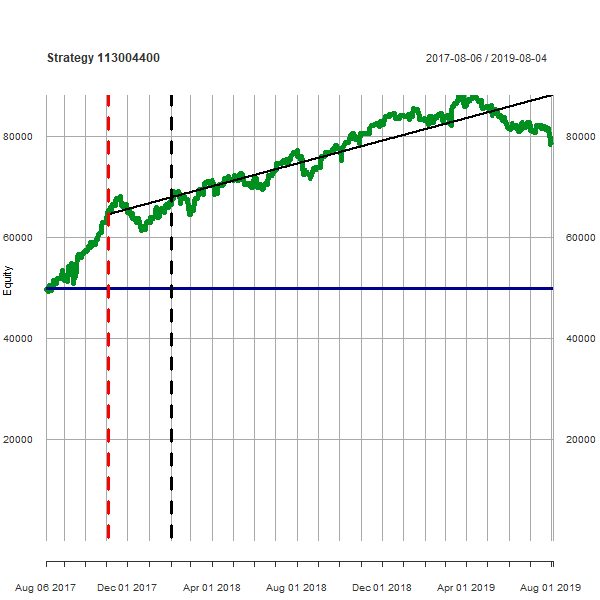 Strategy 113004400
2017-08-06 / 2019-08-04
80000
80000
60000
60000
Equity
40000
40000
20000
20000
Aug 06 2017
Dec 01 2017
Apr 01 2018
Aug 01 2018
Dec 01 2018
Apr 01 2019
Aug 01 2019